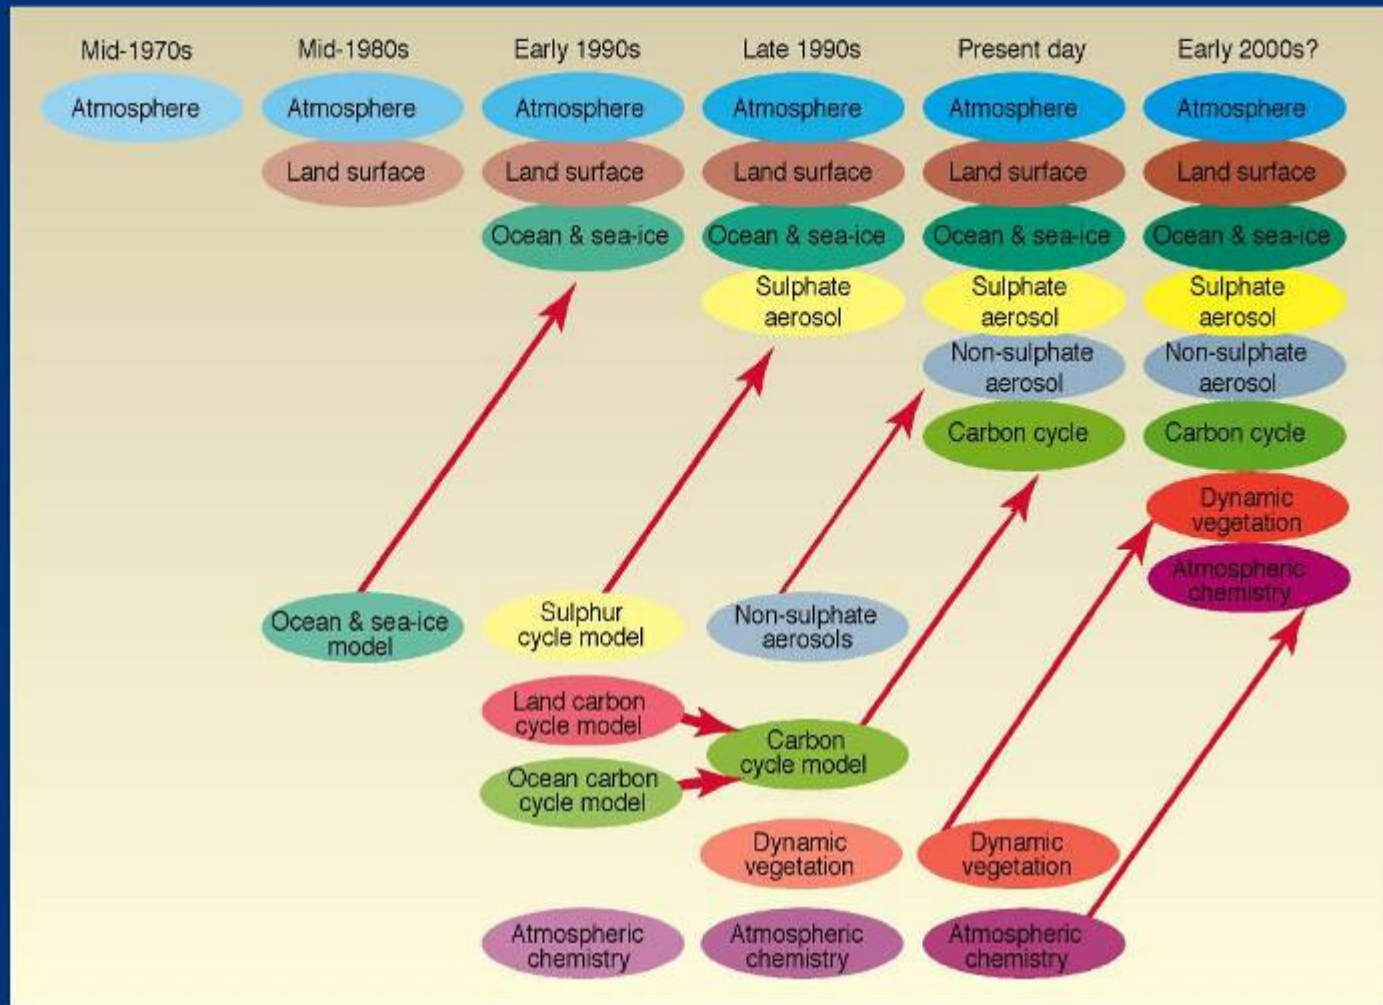 Mid-1970s
Mid-1980s
Early 1990s
Late 1990s
Present day
Early 2000s?
Atmosphere
Atmosphere
Atmosphere
Atmosphere
Atmosphere
Atmosphere
Land surface
Land surface
Land surface
Land surface
Land surface
Ocean & sea-ice
Ocean & sea-ice
Ocean & sea-ice
Ocean & sea-ice
Sulphate
aerosol
Sulphate
aerosol
Sulphate
aerosol
Non-sulphate
aerosol
Non-sulphate
aerosol
Carbon cycle
Carbon cycle
Dynamic
vegetation
Atmospheric
chemistry
Ocean & sea-ice
model
Sulphur
cycle model
Non-sulphate
aerosols
Land carbon
cycle model
Carbon
cycle model
Ocean carbon
cycle model
Dynamic
vegetation
Dynamic
vegetation
Atmospheric
chemistry
Atmospheric
chemistry
Atmospheric
chemistry